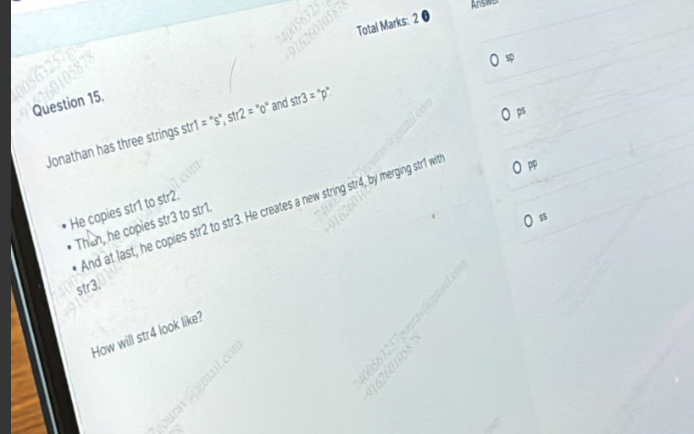 Total Marks: 2
Question 15.
Jonathan has three strings str1 = "s", str2 = "o" and str3 = "p"
• He copies str1 to str2.
• Then, he copies str3 to str1.
• And at last, he copies str2 to str3. He creates a new string str4, by merging str1 with
str3.
How will str4 look like?
sp
ps
pp
ss